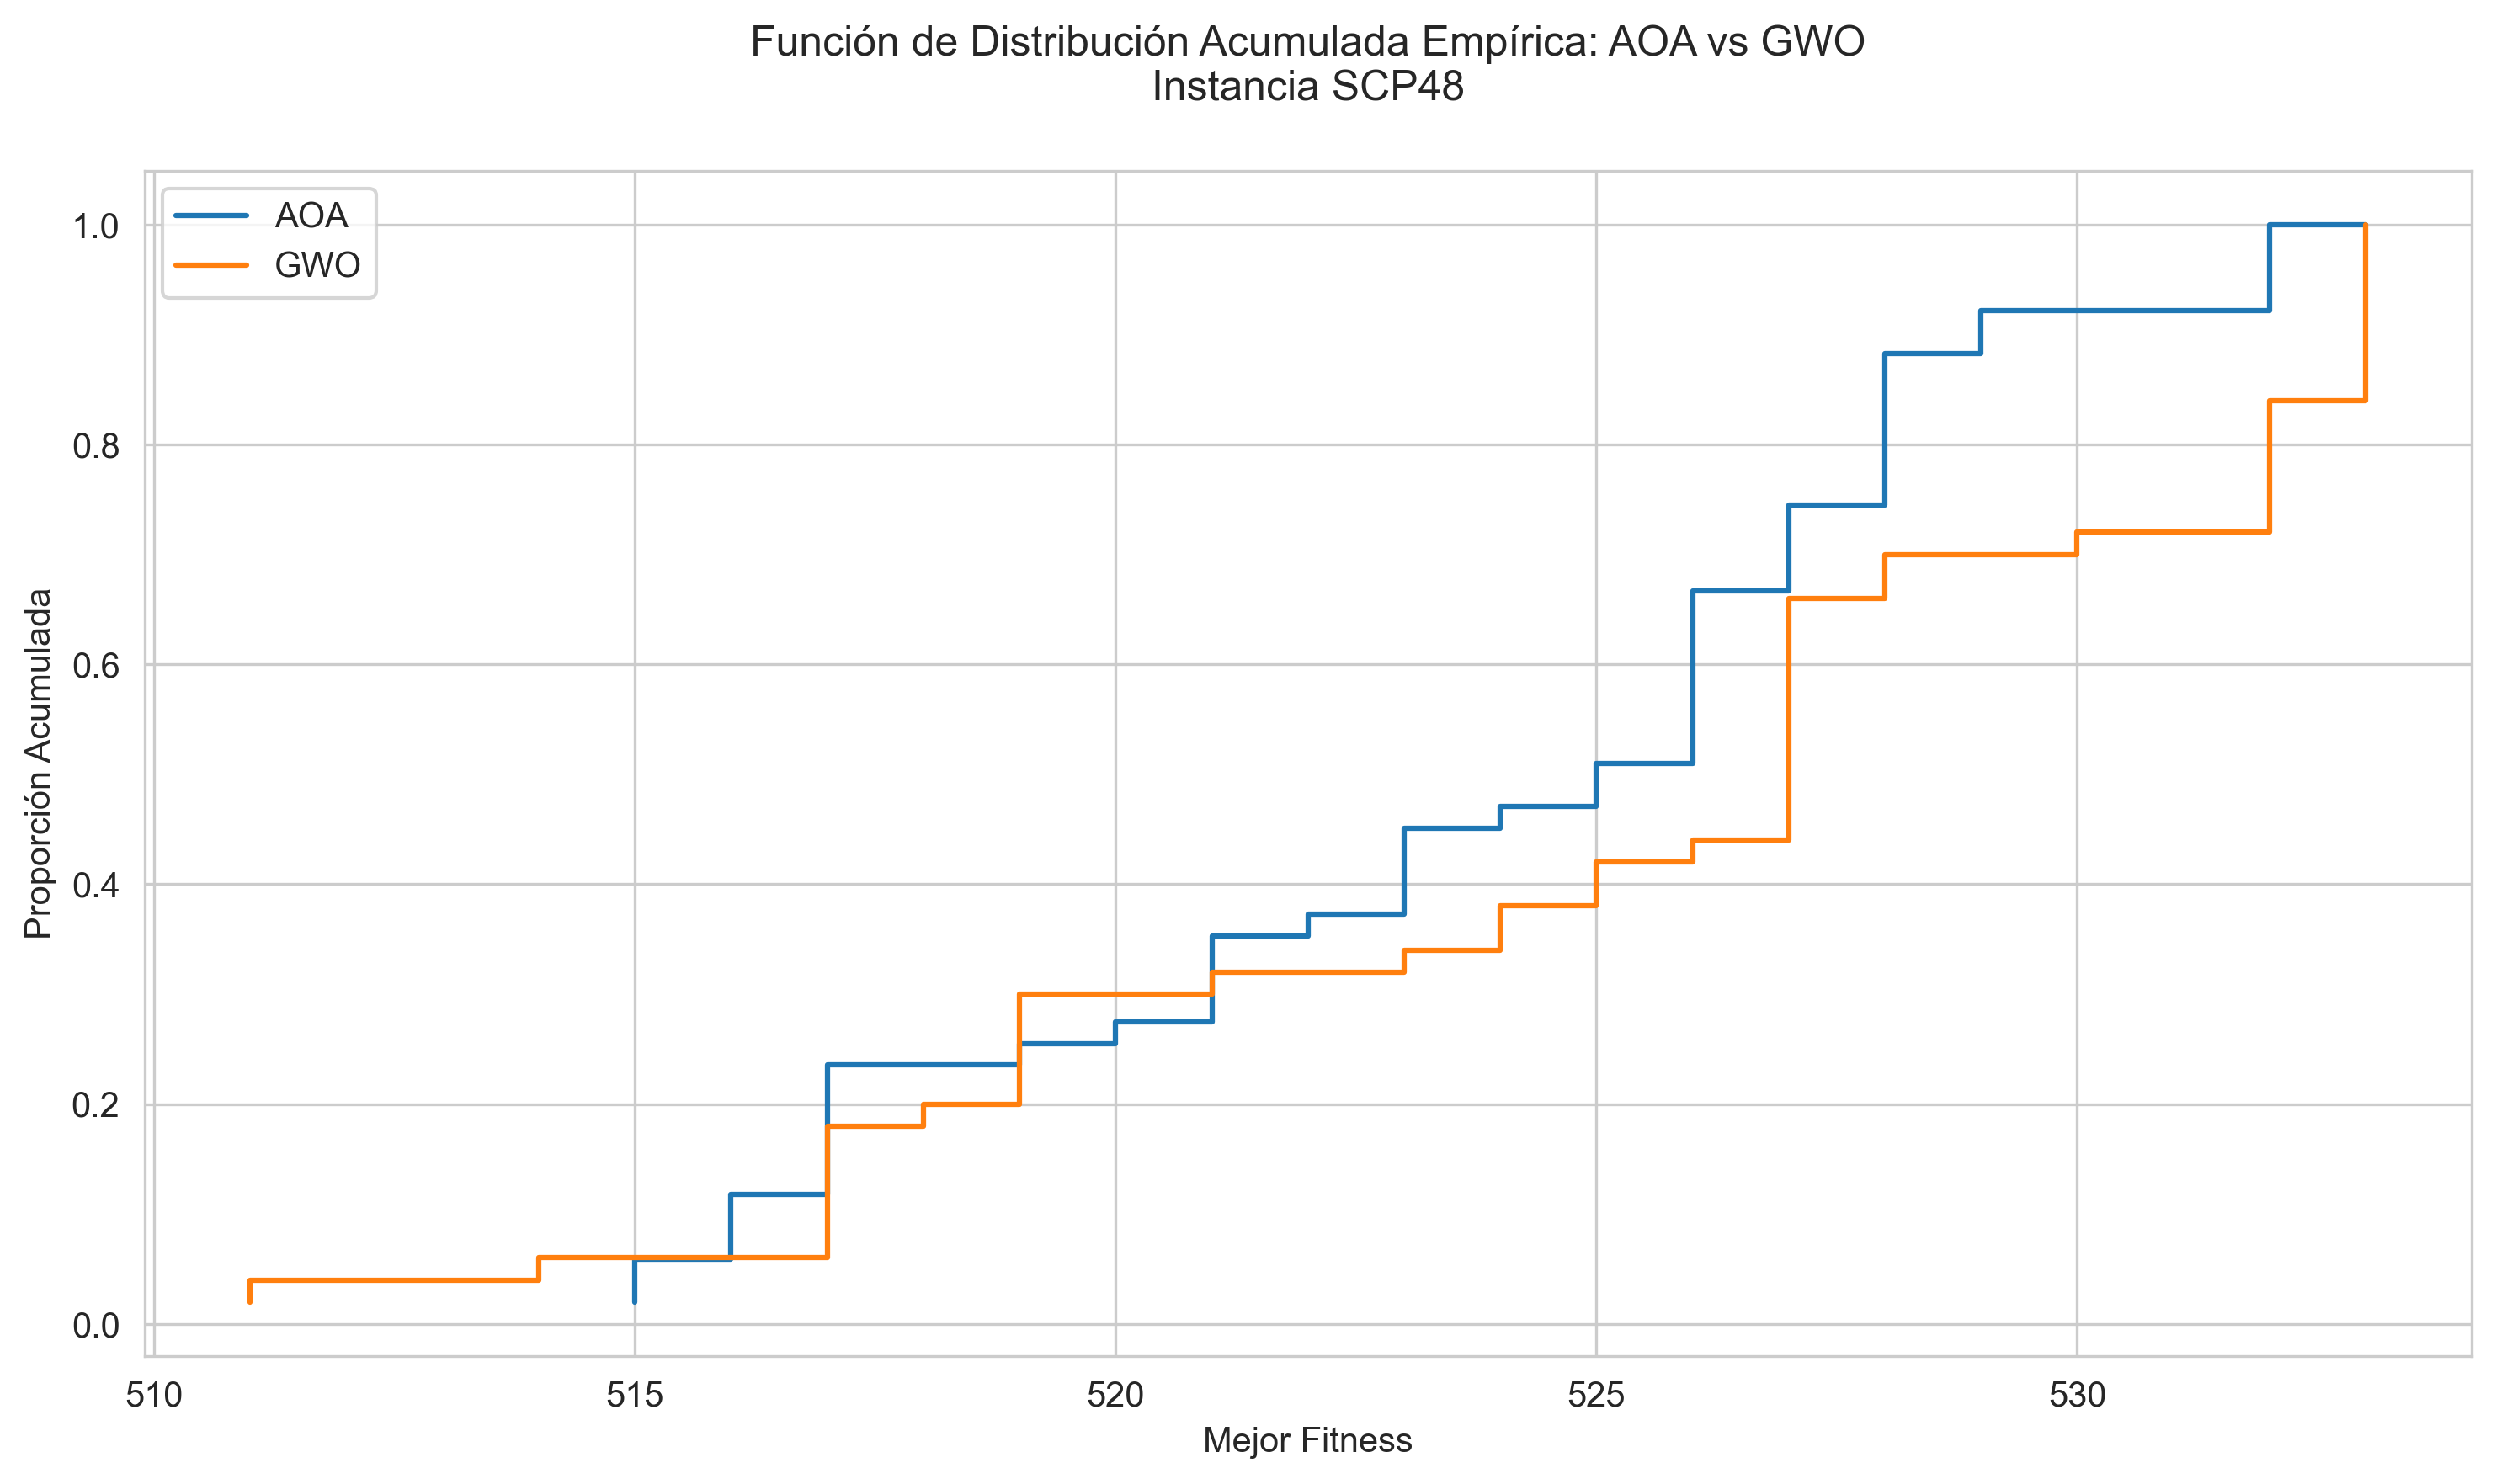 Función de Distribución Acumulada Empírica: AOA vs GWO
Instancia SCP48
AOA
GWO
1.0
0.8
0.6
0.4
0.2
0.0
Proporción Acumulada
510
515
520
525
530
Mejor Fitness